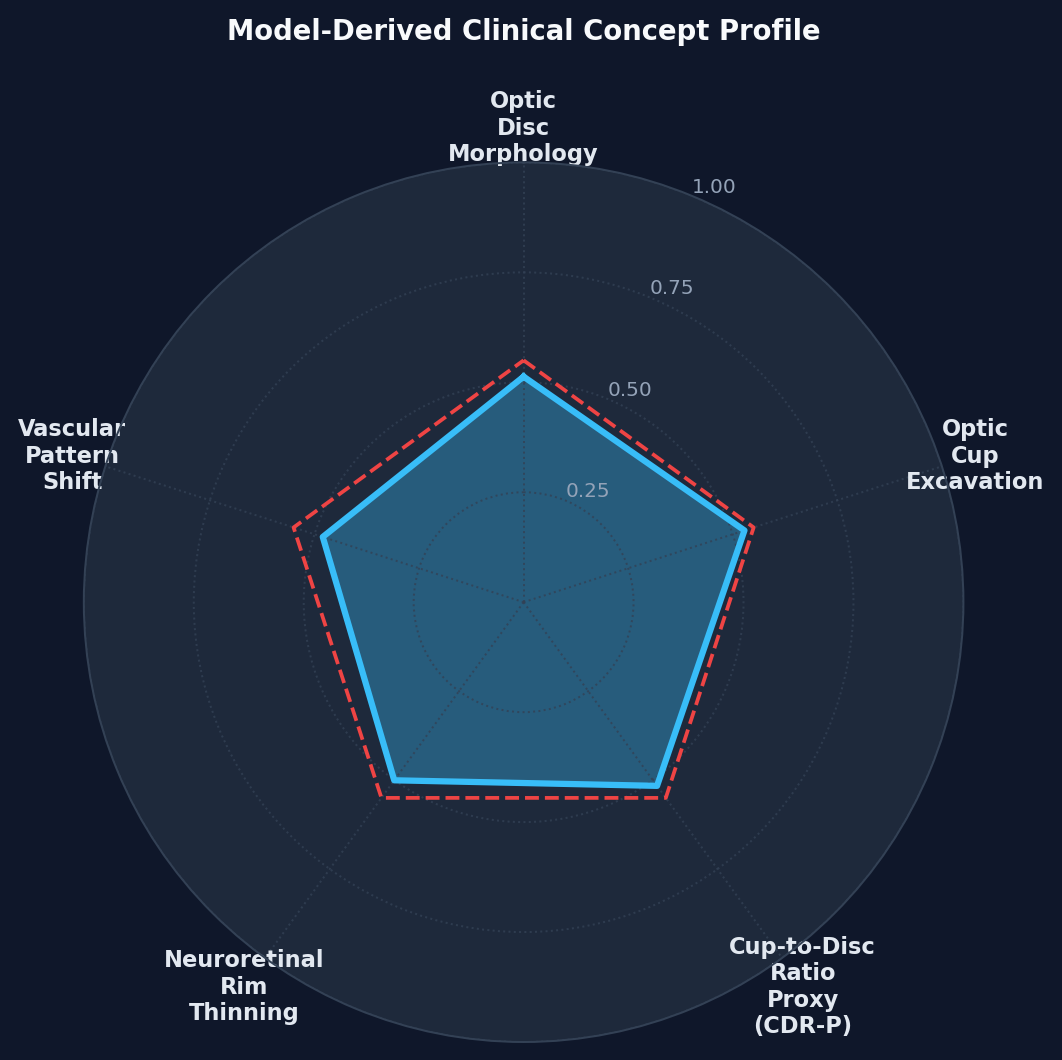 Model-Derived Clinical Concept Profile
Optic
Disc
Morphology
1.00
0.75
0.50
0.25
Vascular
Pattern
Shift
Optic
Cup
Excavation
Neuroretinal
Rim
Thinning
Cup-to-Disc
Ratio
Proxy
(CDR-P)